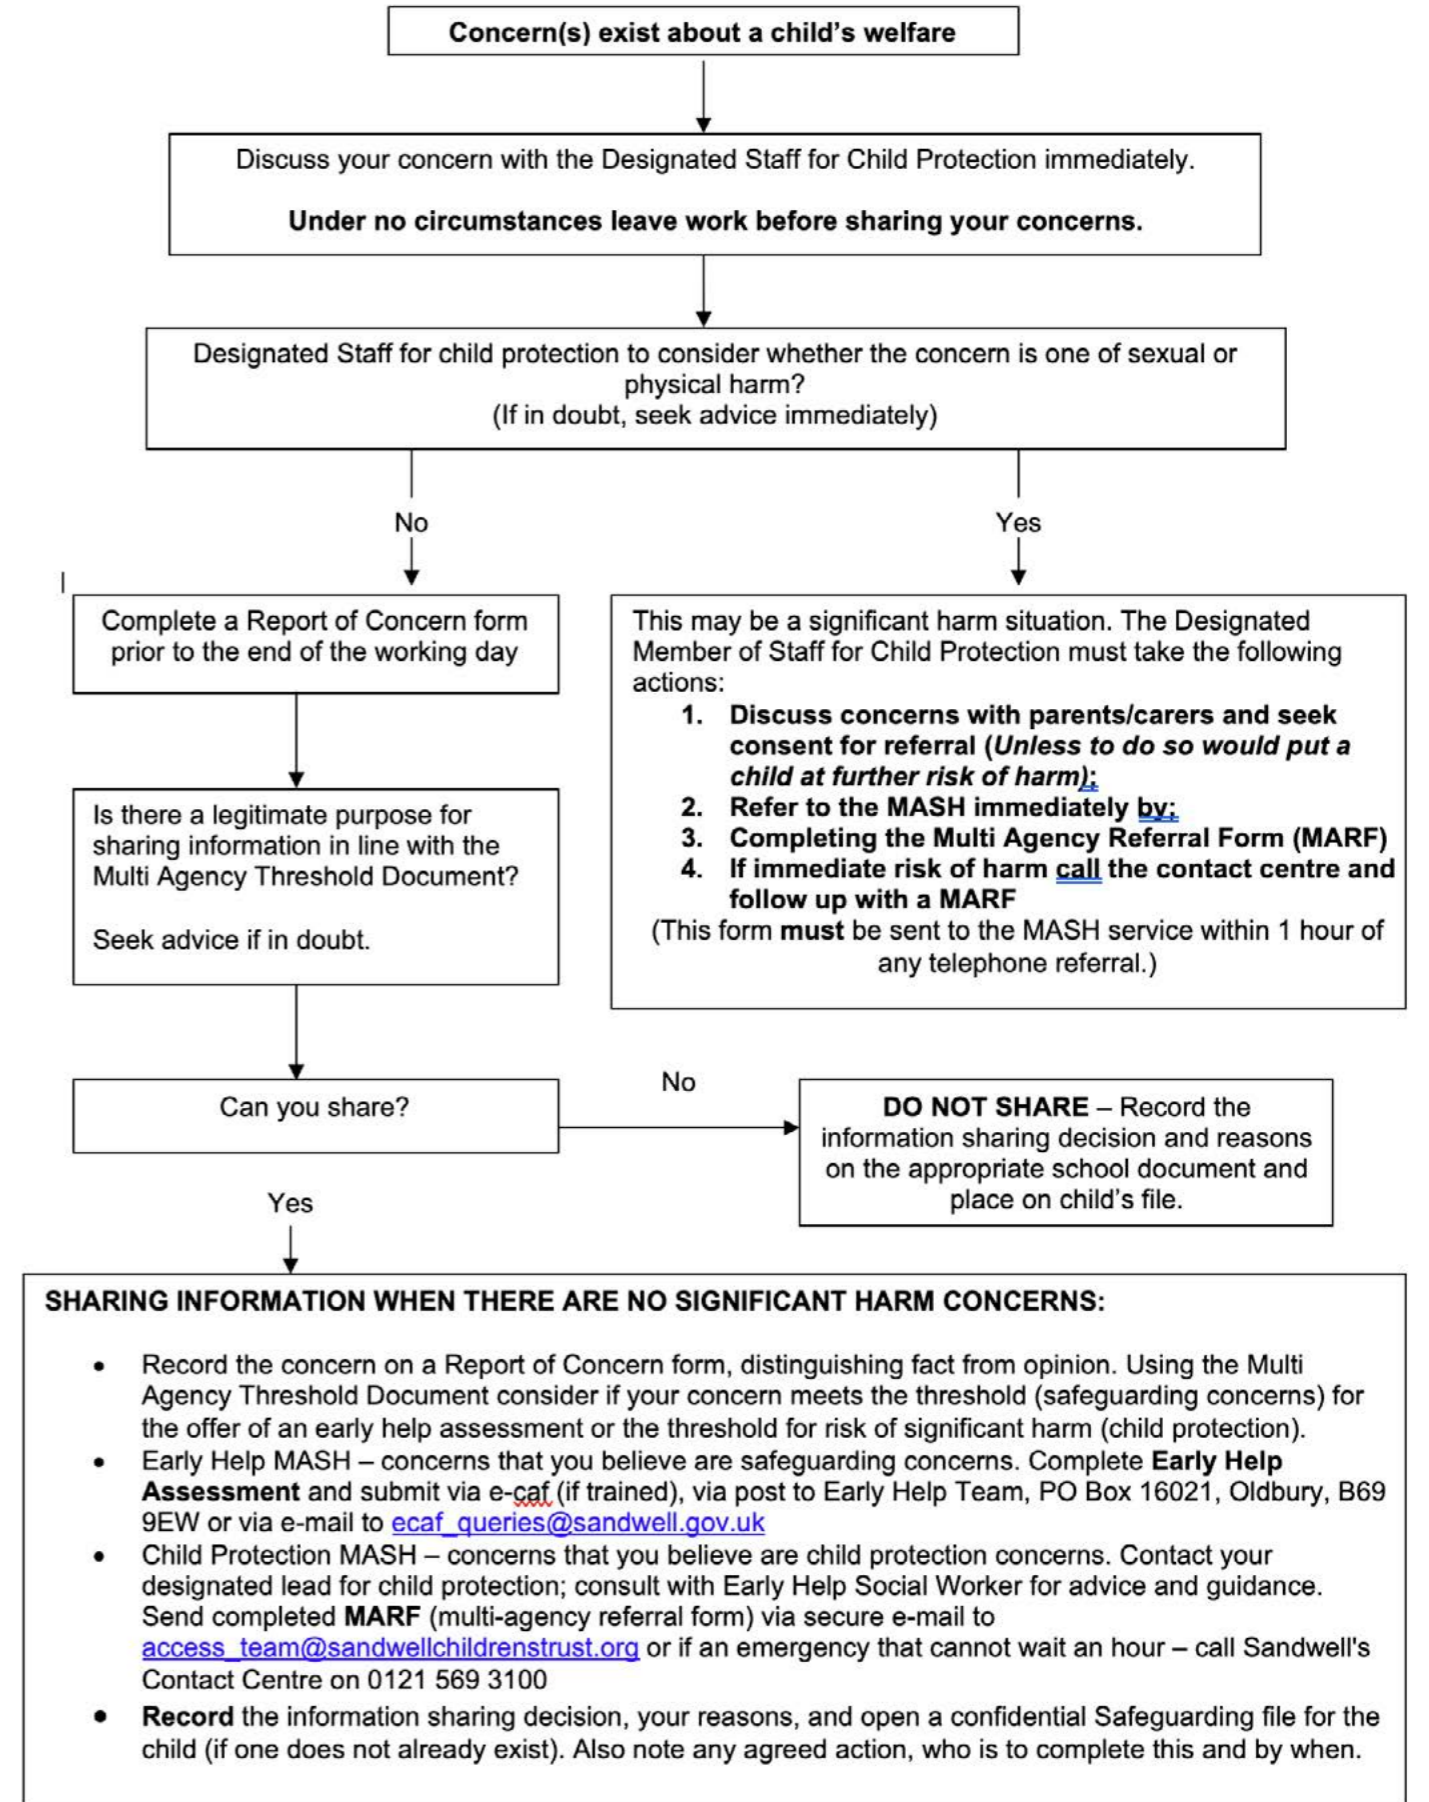 Concern(s) exist about a child's welfare
Discuss your concern with the Designated Staff for Child Protection immediately.
Under no circumstances leave work before sharing your concerns.
Designated Staff for child protection to consider whether the concern is one of sexual or
physical harm?
(If in doubt, seek advice immediately)
No
Yes
Complete a Report of Concern form
prior to the end of the working day
This may be a significant harm situation. The Designated
Member of Staff for Child Protection must take the following
actions:
1. Discuss concerns with parents/carers and seek
consent for referral (Unless to do so would put a
child at further risk of harm);
2. Refer to the MASH immediately by;
3. Completing the Multi Agency Referral Form (MARF)
4. If immediate risk of harm call the contact centre and
follow up with a MARF
(This form must be sent to the MASH service within 1 hour of
any telephone referral.)
Is there a legitimate purpose for
sharing information in line with the
Multi Agency Threshold Document?
Seek advice if in doubt.
Can you share?
No
DO NOT SHARE – Record the
information sharing decision and reasons
on the appropriate school document and
place on child's file.
Yes
SHARING INFORMATION WHEN THERE ARE NO SIGNIFICANT HARM CONCERNS:
• Record the concern on a Report of Concern form, distinguishing fact from opinion. Using the Multi
Agency Threshold Document consider if your concern meets the threshold (safeguarding concerns) for
the offer of an early help assessment or the threshold for risk of significant harm (child protection).
• Early Help MASH – concerns that you believe are safeguarding concerns. Complete Early Help
Assessment and submit via e-caf (if trained), via post to Early Help Team, PO Box 16021, Oldbury, B69
9EW or via e-mail to ecaf_queries@sandwell.gov.uk
• Child Protection MASH – concerns that you believe are child protection concerns. Contact your
designated lead for child protection; consult with Early Help Social Worker for advice and guidance.
Send completed MARF (multi-agency referral form) via secure e-mail to
access_team@sandwellchildrenstrust.org or if an emergency that cannot wait an hour – call Sandwell's
Contact Centre on 0121 569 3100
• Record the information sharing decision, your reasons, and open a confidential Safeguarding file for the
child (if one does not already exist). Also note any agreed action, who is to complete this and by when.